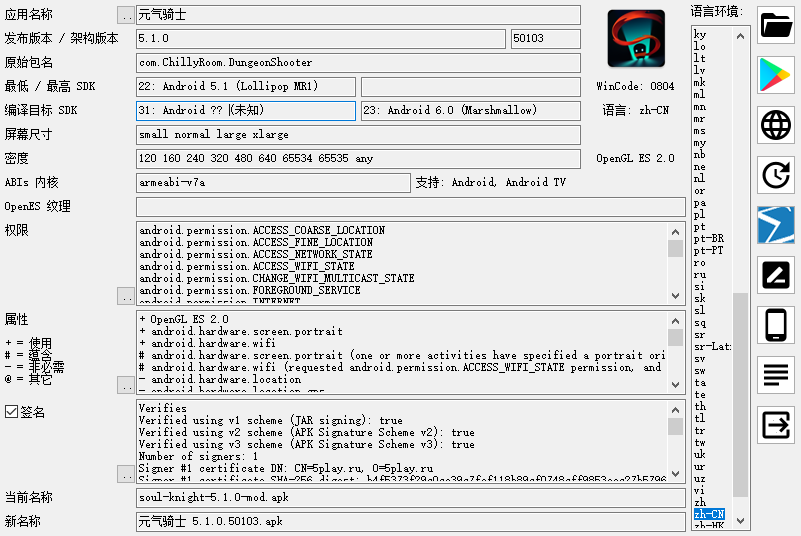 应用名称
..
元气骑士
语言环境:
发布版本 / 架构版本
5.1.0
50103
原始包名
com.ChillyRoom.DungeonShooter
最低 / 最高 SDK
22: Android 5.1 (Lollipop MR1)
WinCode: 0804
编译目标 SDK
31: Android ?? (未知)
23: Android 6.0 (Marshmallow)
语言: zh-CN
屏幕尺寸
small normal large xlarge
密度
120 160 240 320 480 640 65534 65535 any
OpenGL ES 2.0
ABIs 内核
armeabi-v7a
支持: Android, Android TV
OpenES 纹理
权限
android.permission.ACCESS_COARSE_LOCATION
android.permission.ACCESS_FINE_LOCATION
android.permission.ACCESS_NETWORK_STATE
android.permission.ACCESS_WIFI_STATE
android.permission.CHANGE_WIFI_MULTICAST_STATE
android.permission.FOREGROUND_SERVICE
android.permission.INTERNET
..
属性
+ = 使用
# = 蕴含
- = 非必需
@ = 其它
+ OpenGL ES 2.0
+ android.hardware.screen.portrait
+ android.hardware.wifi
# android.hardware.screen.portrait (one or more activities have specified a portrait ori
# android.hardware.wifi (requested android.permission.ACCESS_WIFI_STATE permission, and
- android.hardware.location
- android.hardware.location.gps
..
签名
Verifies
Verified using v1 scheme (JAR signing): true
Verified using v2 scheme (APK Signature Scheme v2): true
Verified using v3 scheme (APK Signature Scheme v3): true
Number of signers: 1
Signer #1 certificate DN: CN=5play.ru, O=5play.ru
Signer #1 certificate SHA-256 digest:
..
当前名称
soul-knight-5.1.0-mod.apk
新名称
元气骑士 5.1.0.50103.apk
ky
lo
lt
lv
mk
ml
mn
mr
ms
my
nb
ne
nl
or
pa
pl
pt
pt-BR
pt-PT
ro
ru
si
sk
sl
sq
sr
sr-Lat
sv
sw
ta
te
th
tl
tr
tw
uk
ur
uz
vi
zh
zh-CN
zh-HK